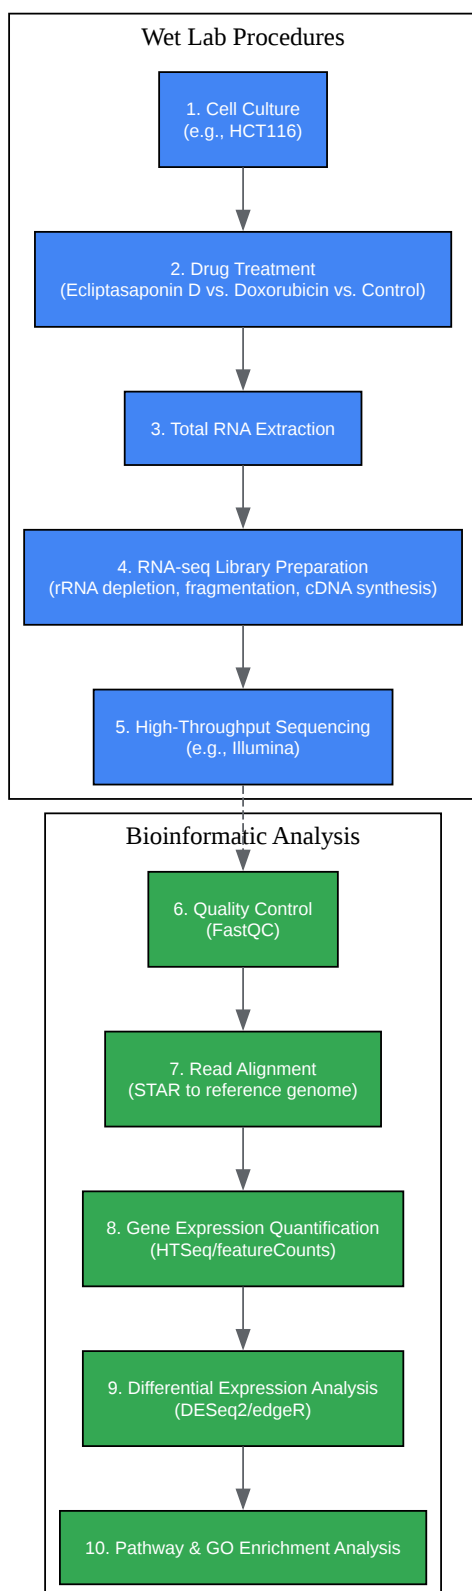 Wet Lab Procedures
1. Cell Culture
(e.g., HCT116)
2. Drug Treatment
(Ecliptasaponin D vs. Doxorubicin vs. Control)
3. Total RNA Extraction
4. RNA-seq Library Preparation
(rRNA depletion, fragmentation, cDNA synthesis)
5. High-Throughput Sequencing
(e.g., Illumina)
Bioinformatic Analysis
6. Quality Control
(FastQC)
7. Read Alignment
(STAR to reference genome)
8. Gene Expression Quantification
(HTSeq/featureCounts)
9. Differential Expression Analysis
(DESeq2/edgeR)
10. Pathway & GO Enrichment Analysis